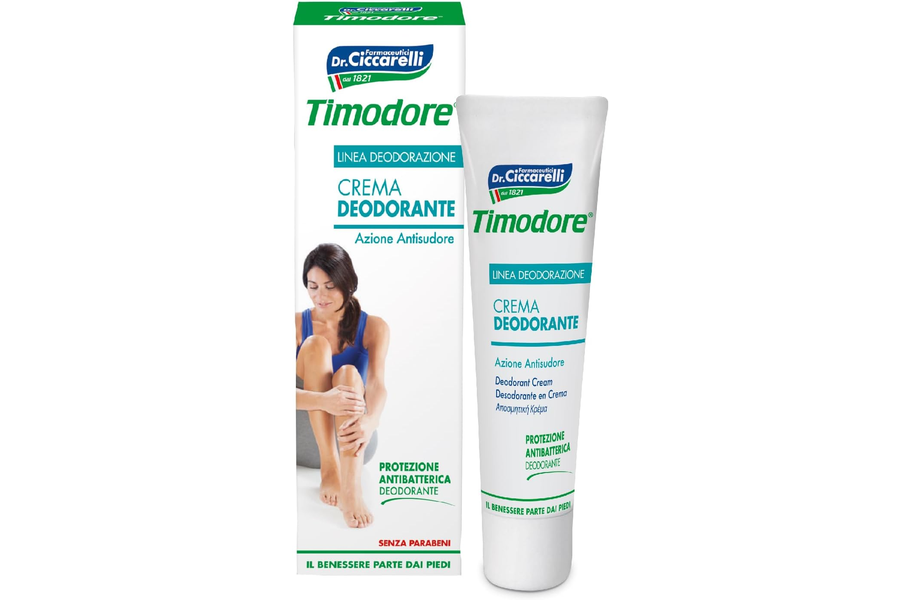 Timodore®
Farmaceutici
Dr.Ciccarelli
dal 1821
Timodore®
LINEA DEODORAZIONE
CREMA
DEODORANTE
Azione Antisudore
PROTEZIONE
ANTIBATTERICA
DEODORANTE
SENZA PARABENI
IL BENESSERE PARTE DAI PIEDI
Farmaceutici
Dr.Ciccarelli
dal 1821
Timodore®
LINEA DEODORAZIONE
CREMA
DEODORANTE
Azione Antisudore
Deodorant Cream
Desodorante en Crema
Αποσμητική Κρέμα
PROTEZIONE
ANTIBATTERICA
DEODORANTE
IL BENESSERE PARTE DAI PIEDI